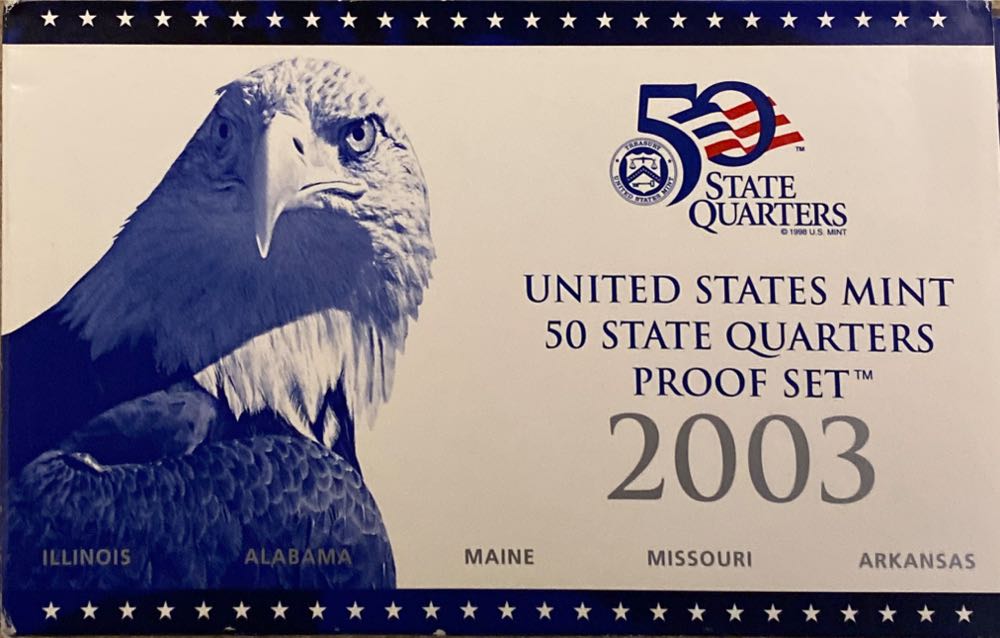 50
TM
TREASURY
UNITED STATES MINT
STATE
QUARTERS
© 1998 U.S. MINT
UNITED STATES MINT
50 STATE QUARTERS
PROOF SET™
2003
ILLINOIS ALABAMA MAINE MISSOURI ARKANSAS